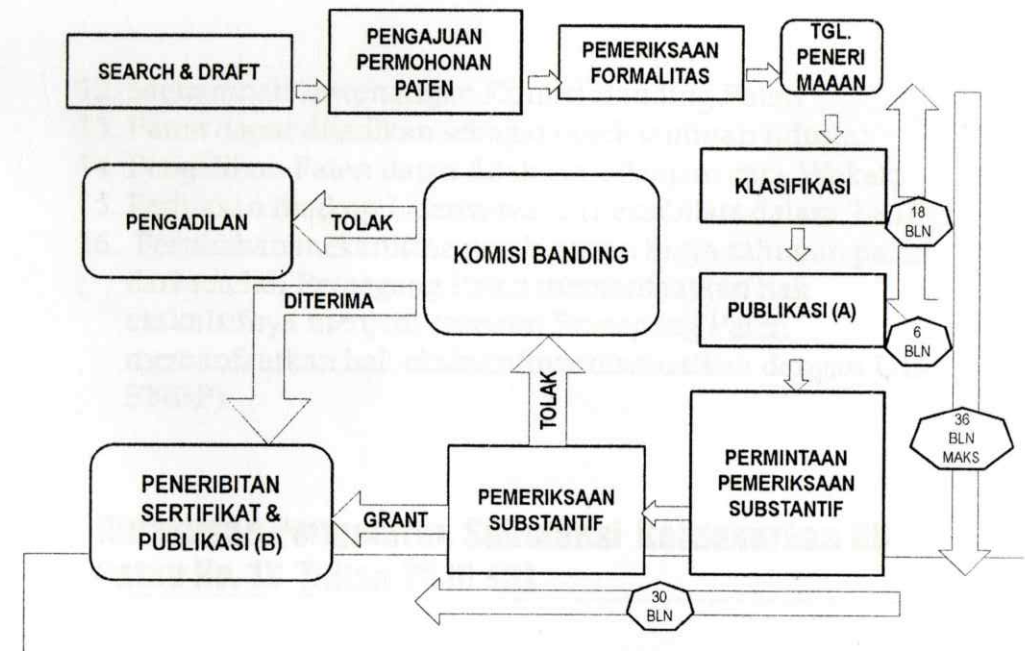 SEARCH & DRAFT
PENGAJUAN
PERMOHONAN
PATEN
PEMERIKSAAN
FORMALITAS
TGL.
PENERI
MAAAN
KLASIFIKASI
18
BLN
PUBLIKASI (A)
6
BLN
36
BLN
MAKS
PERMINTAAN
PEMERIKSAAN
SUBSTANTIF
PEMERIKSAAN
SUBSTANTIF
TOLAK
KOMISI BANDING
TOLAK
PENGADILAN
DITERIMA
GRANT
PENERIBITAN
SERTIFIKAT &
PUBLIKASI (B)
30
BLN